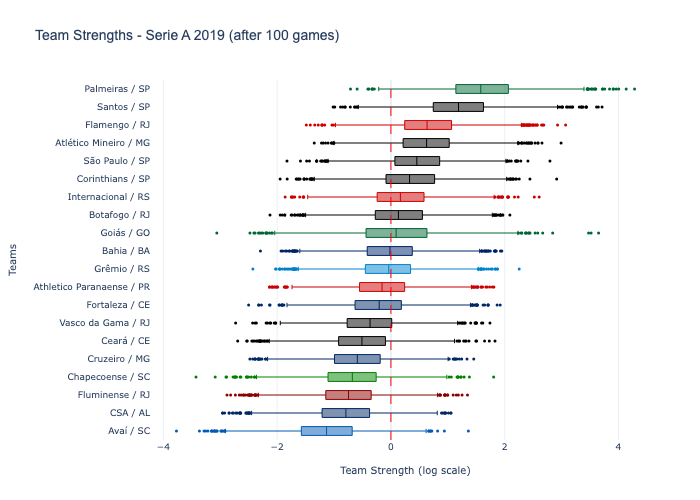 Team Strengths - Serie A 2019 (after 100 games)
Palmeiras / SP
Santos / SP
Flamengo / RJ
Atlético Mineiro / MG
São Paulo / SP
Corinthians / SP
Internacional / RS
Botafogo / RJ
Goiás / GO
Bahia / BA
Grêmio / RS
Athletico Paranaense / PR
Fortaleza / CE
Vasco da Gama / RJ
Ceará / CE
Cruzeiro / MG
Chapecoense / SC
Fluminense / RJ
CSA / AL
Avaí / SC
Teams
−4 −2 0 2 4
Team Strength (log scale)